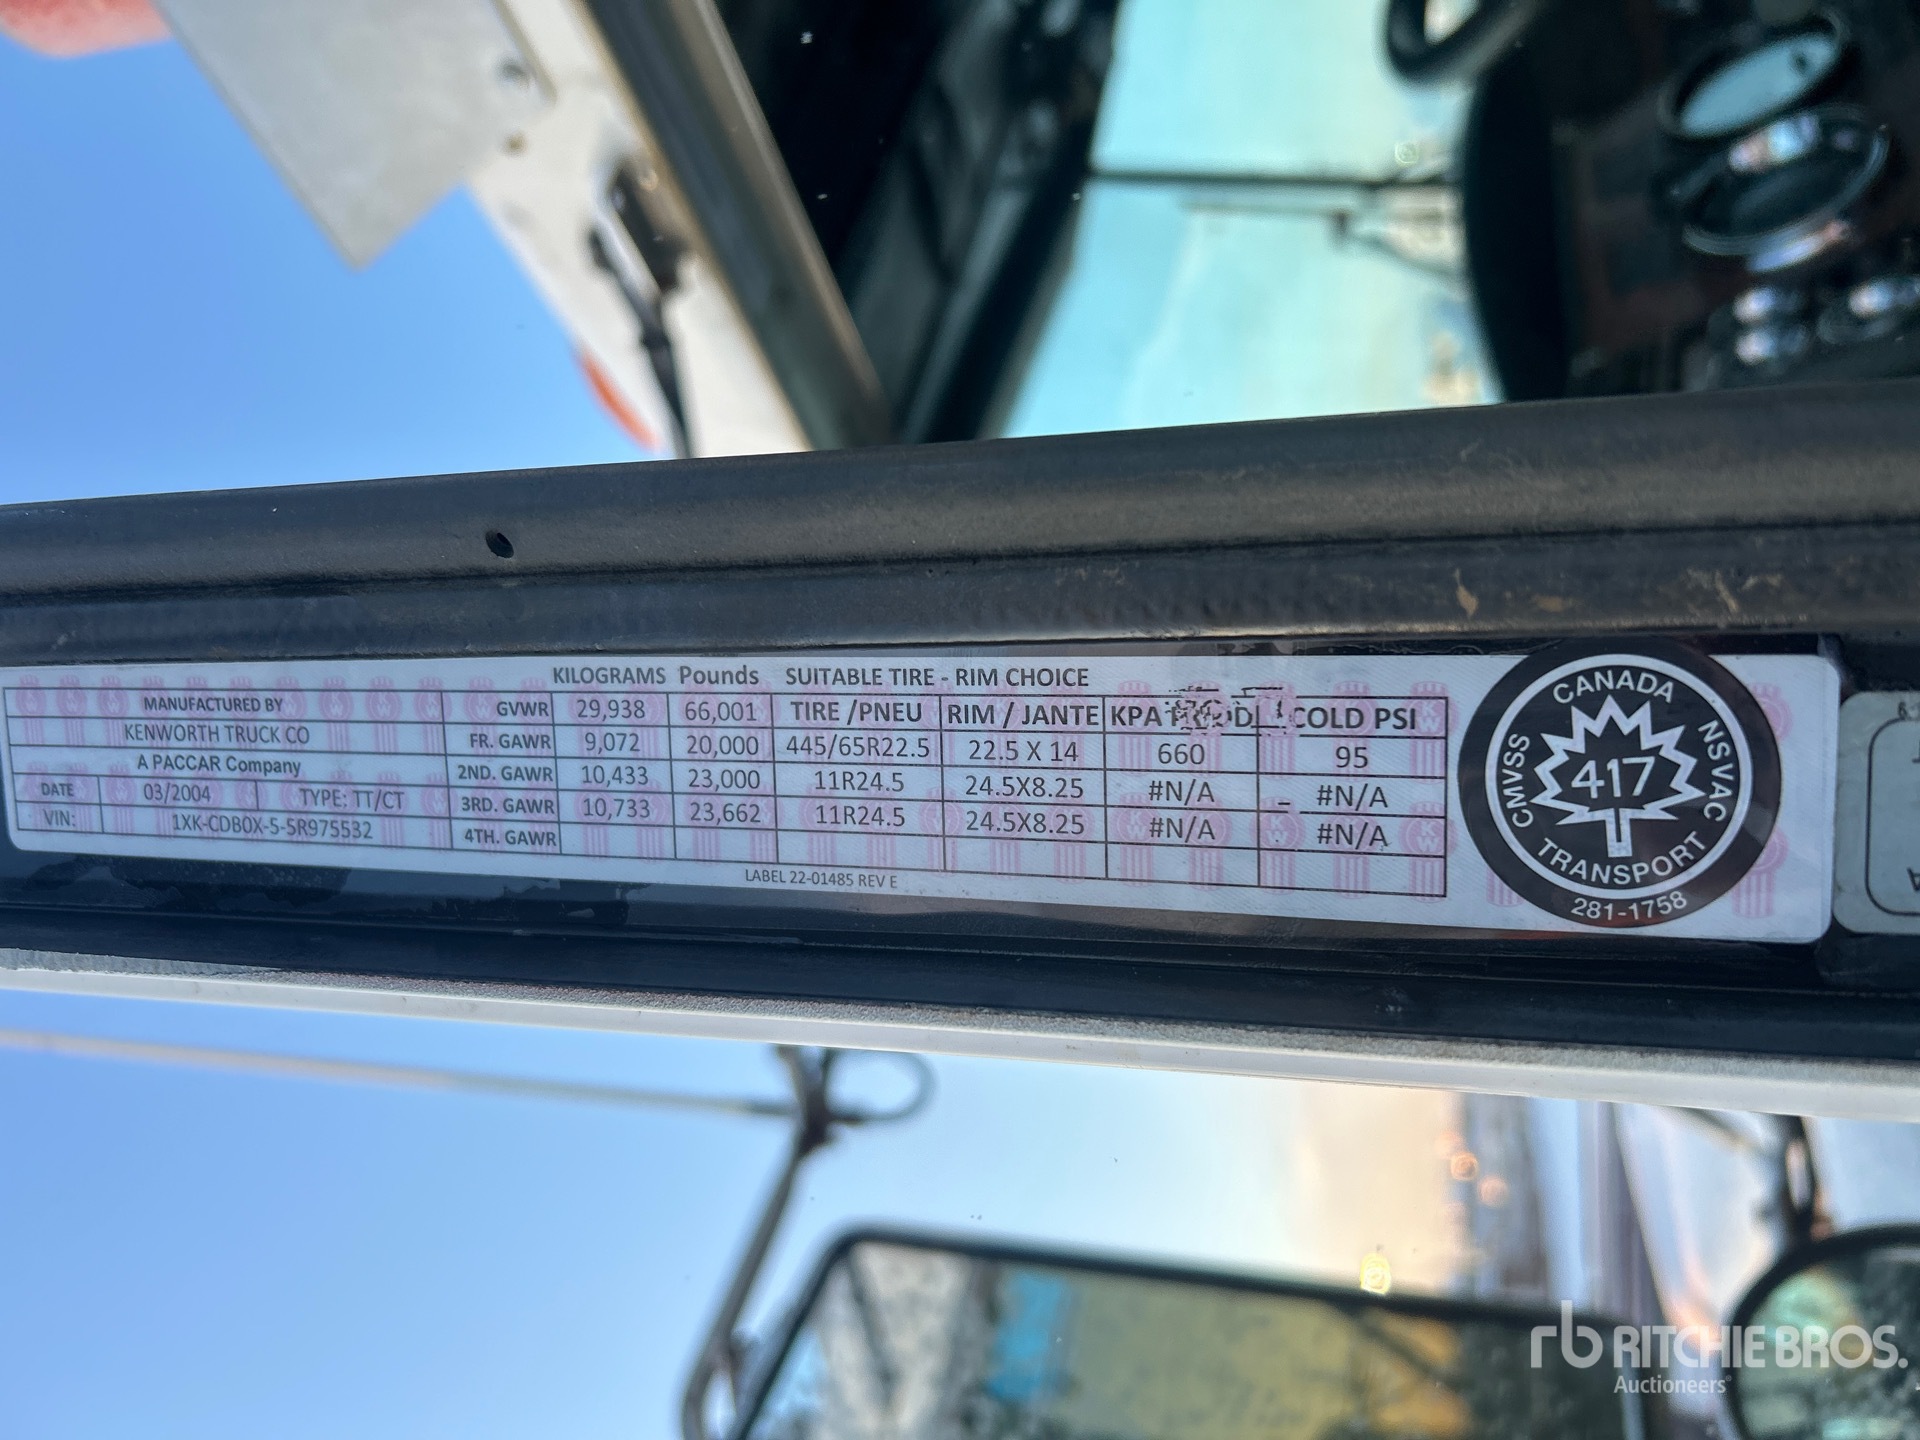 KILOGRAMS Pounds SUITABLE TIRE - RIM CHOICE
MANUFACTURED BY GVWR 29,938 66,001 TIRE /PNEU RIM / JANTE KPA COLD PSI
KENWORTH TRUCK CO FR. GAWR 9,072 20,000 445/65R22.5 22.5 X 14 660 95
A PACCAR Company 2ND. GAWR 10,433 23,000 11R24.5 24.5X8.25 #N/A #N/A
DATE 03/2004 TYPE: TT/CT 3RD. GAWR 10,733 23,662 11R24.5 24.5X8.25 #N/A #N/A
VIN: 1XK-CDB0X-5-5R975532 4TH. GAWR
LABEL 22-01485 REV E
CANADA
CMVSS
NSVAC
417
TRANSPORT
281-1758
rb RITCHIE BROS.
Auctioneers